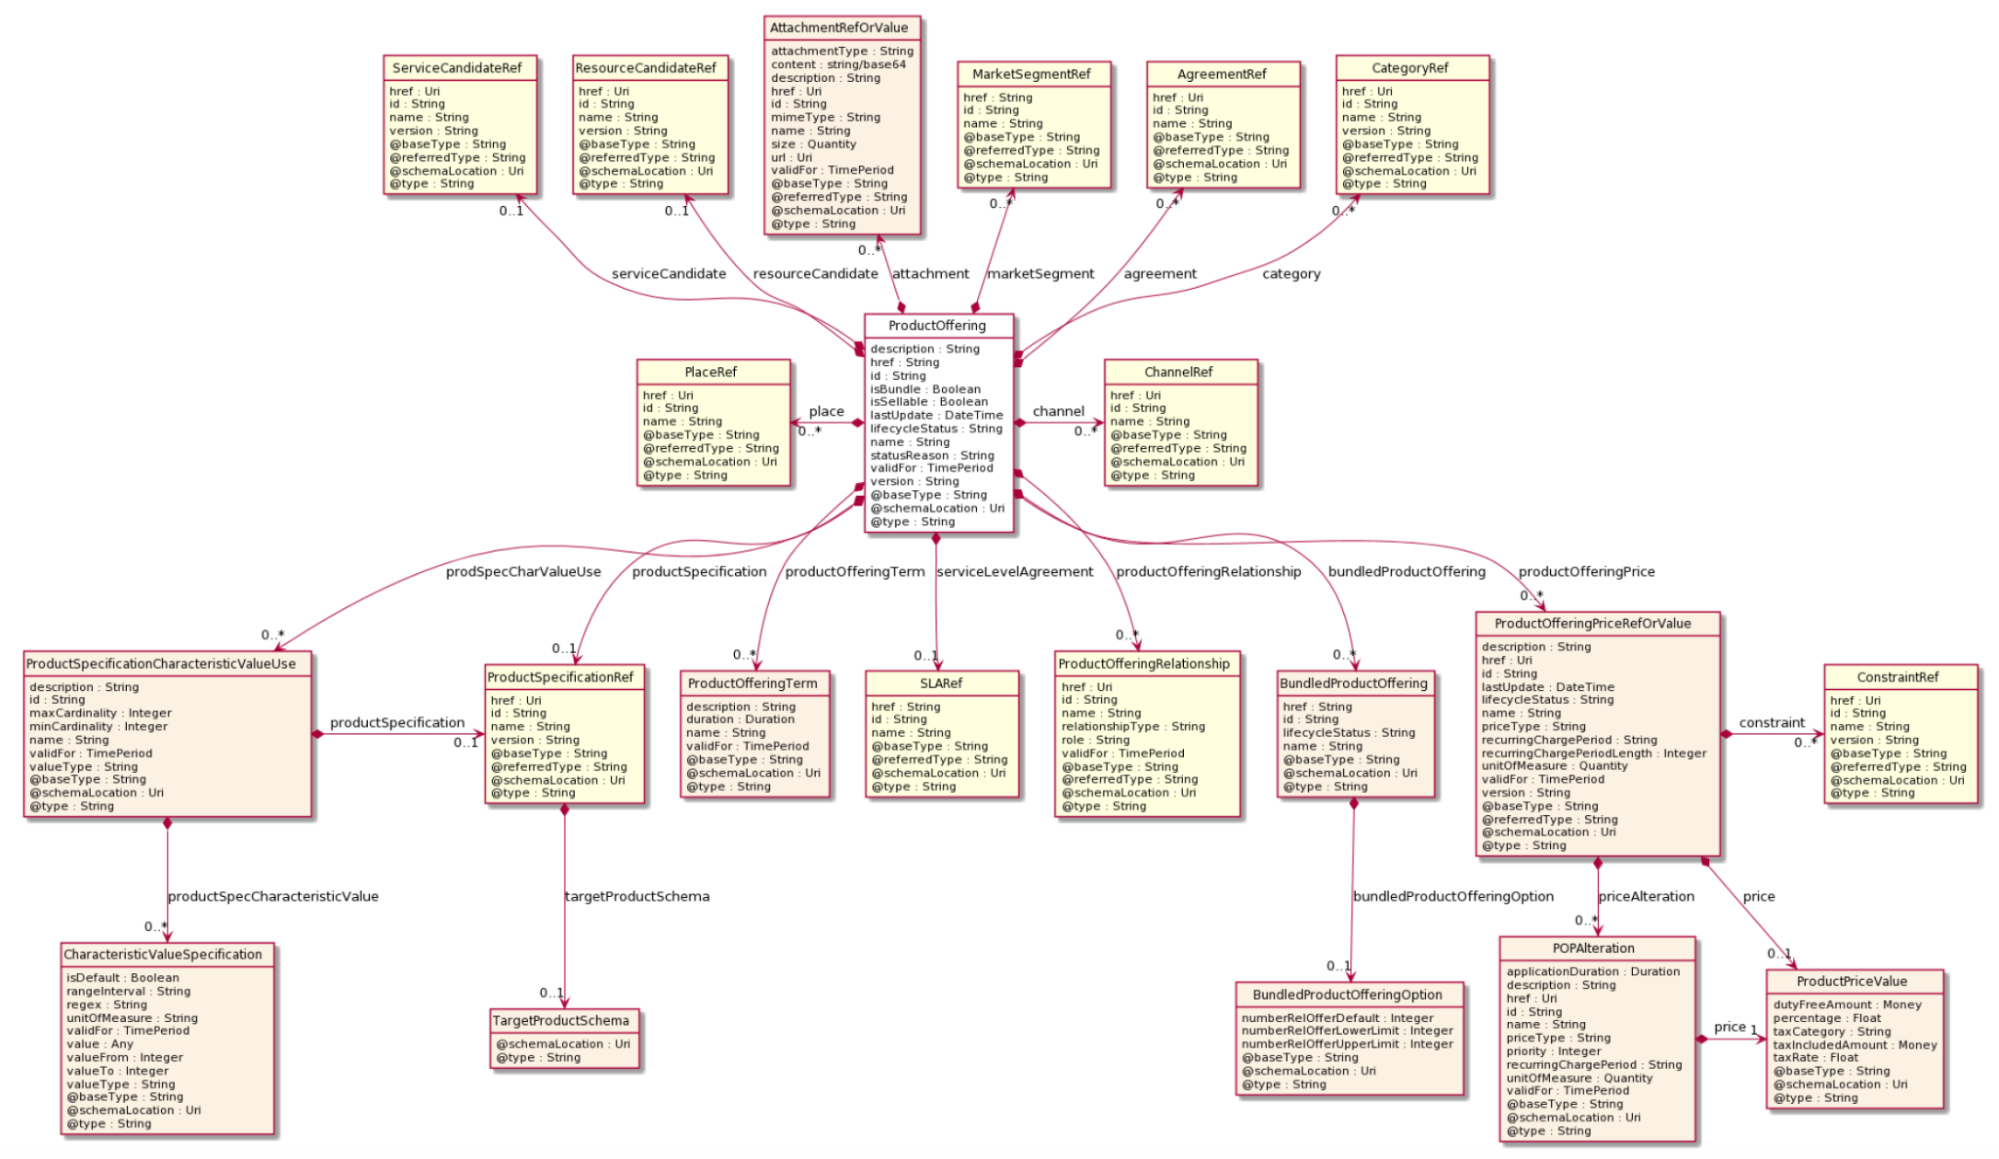 AttachmentRefOrValue
attachmentType : String
content : string/base64
description : String
href : Uri
id : String
mimeType : String
name : String
size : Quantity
url : Uri
validFor : TimePeriod
@baseType : String
@referredType : String
@schemaLocation : Uri
@type : String
ServiceCandidateRef
href : Uri
id : String
name : String
version : String
@baseType : String
@referredType : String
@schemaLocation : Uri
@type : String
ResourceCandidateRef
href : Uri
id : String
name : String
version : String
@baseType : String
@referredType : String
@schemaLocation : Uri
@type : String
MarketSegmentRef
href : String
id : String
name : String
@baseType : String
@referredType : String
@schemaLocation : Uri
@type : String
AgreementRef
href : Uri
id : String
name : String
@baseType : String
@referredType : String
@schemaLocation : Uri
@type : String
CategoryRef
href : Uri
id : String
name : String
version : String
@baseType : String
@referredType : String
@schemaLocation : Uri
@type : String
0..1
0..1
0..*
0..*
0..*
0..*
serviceCandidate
resourceCandidate
attachment
marketSegment
agreement
category
ProductOffering
description : String
href : String
id : String
isBundle : Boolean
isSellable : Boolean
lastUpdate : DateTime
lifecycleStatus : String
name : String
statusReason : String
validFor : TimePeriod
version : String
@baseType : String
@schemaLocation : Uri
@type : String
PlaceRef
href : Uri
id : String
name : String
@baseType : String
@referredType : String
@schemaLocation : Uri
@type : String
place
0..*
channel
0..*
ChannelRef
href : Uri
id : String
name : String
@baseType : String
@referredType : String
@schemaLocation : Uri
@type : String
prodSpecCharValueUse
productSpecification
productOfferingTerm
serviceLevelAgreement
productOfferingRelationship
bundledProductOffering
productOfferingPrice
0..*
0..1
0..*
0..1
0..*
0..*
0..*
ProductSpecificationCharacteristicValueUse
description : String
id : String
maxCardinality : Integer
minCardinality : Integer
name : String
validFor : TimePeriod
valueType : String
@baseType : String
@schemaLocation : Uri
@type : String
productSpecification
0..1
ProductSpecificationRef
href : Uri
id : String
name : String
version : String
@baseType : String
@referredType : String
@schemaLocation : Uri
@type : String
ProductOfferingTerm
description : String
duration : Duration
name : String
validFor : TimePeriod
@baseType : String
@schemaLocation : Uri
@type : String
SLARef
href : String
id : String
name : String
@baseType : String
@referredType : String
@schemaLocation : Uri
@type : String
ProductOfferingRelationship
href : Uri
id : String
name : String
relationshipType : String
role : String
validFor : TimePeriod
@baseType : String
@referredType : String
@schemaLocation : Uri
@type : String
BundledProductOffering
href : String
id : String
lifecycleStatus : String
name : String
@baseType : String
@schemaLocation : Uri
@type : String
ProductOfferingPriceRefOrValue
description : String
href : Uri
id : String
lastUpdate : DateTime
lifecycleStatus : String
name : String
priceType : String
recurringChargePeriod : String
recurringChargePeriodLength : Integer
unitOfMeasure : Quantity
validFor : TimePeriod
version : String
@baseType : String
@referredType : String
@schemaLocation : Uri
@type : String
constraint
0..*
ConstraintRef
href : Uri
id : String
name : String
version : String
@baseType : String
@referredType : String
@schemaLocation : Uri
@type : String
productSpecCharacteristicValue
targetProductSchema
bundledProductOfferingOption
priceAlteration
price
0..*
0..1
0..1
0..*
0..1
CharacteristicValueSpecification
isDefault : Boolean
rangeInterval : String
regex : String
unitOfMeasure : String
validFor : TimePeriod
value : Any
valueFrom : Integer
valueTo : Integer
valueType : String
@baseType : String
@schemaLocation : Uri
@type : String
TargetProductSchema
@schemaLocation : Uri
@type : String
BundledProductOfferingOption
numberRelOfferDefault : Integer
numberRelOfferLowerLimit : Integer
numberRelOfferUpperLimit : Integer
@baseType : String
@schemaLocation : Uri
@type : String
POPAlteration
applicationDuration : Duration
description : String
href : Uri
id : String
name : String
priceType : String
priority : Integer
recurringChargePeriod : String
unitOfMeasure : Quantity
validFor : TimePeriod
@baseType : String
@schemaLocation : Uri
@type : String
price
1
ProductPriceValue
dutyFreeAmount : Money
percentage : Float
taxCategory : String
taxIncludedAmount : Money
taxRate : Float
@baseType : String
@schemaLocation : Uri
@type : String